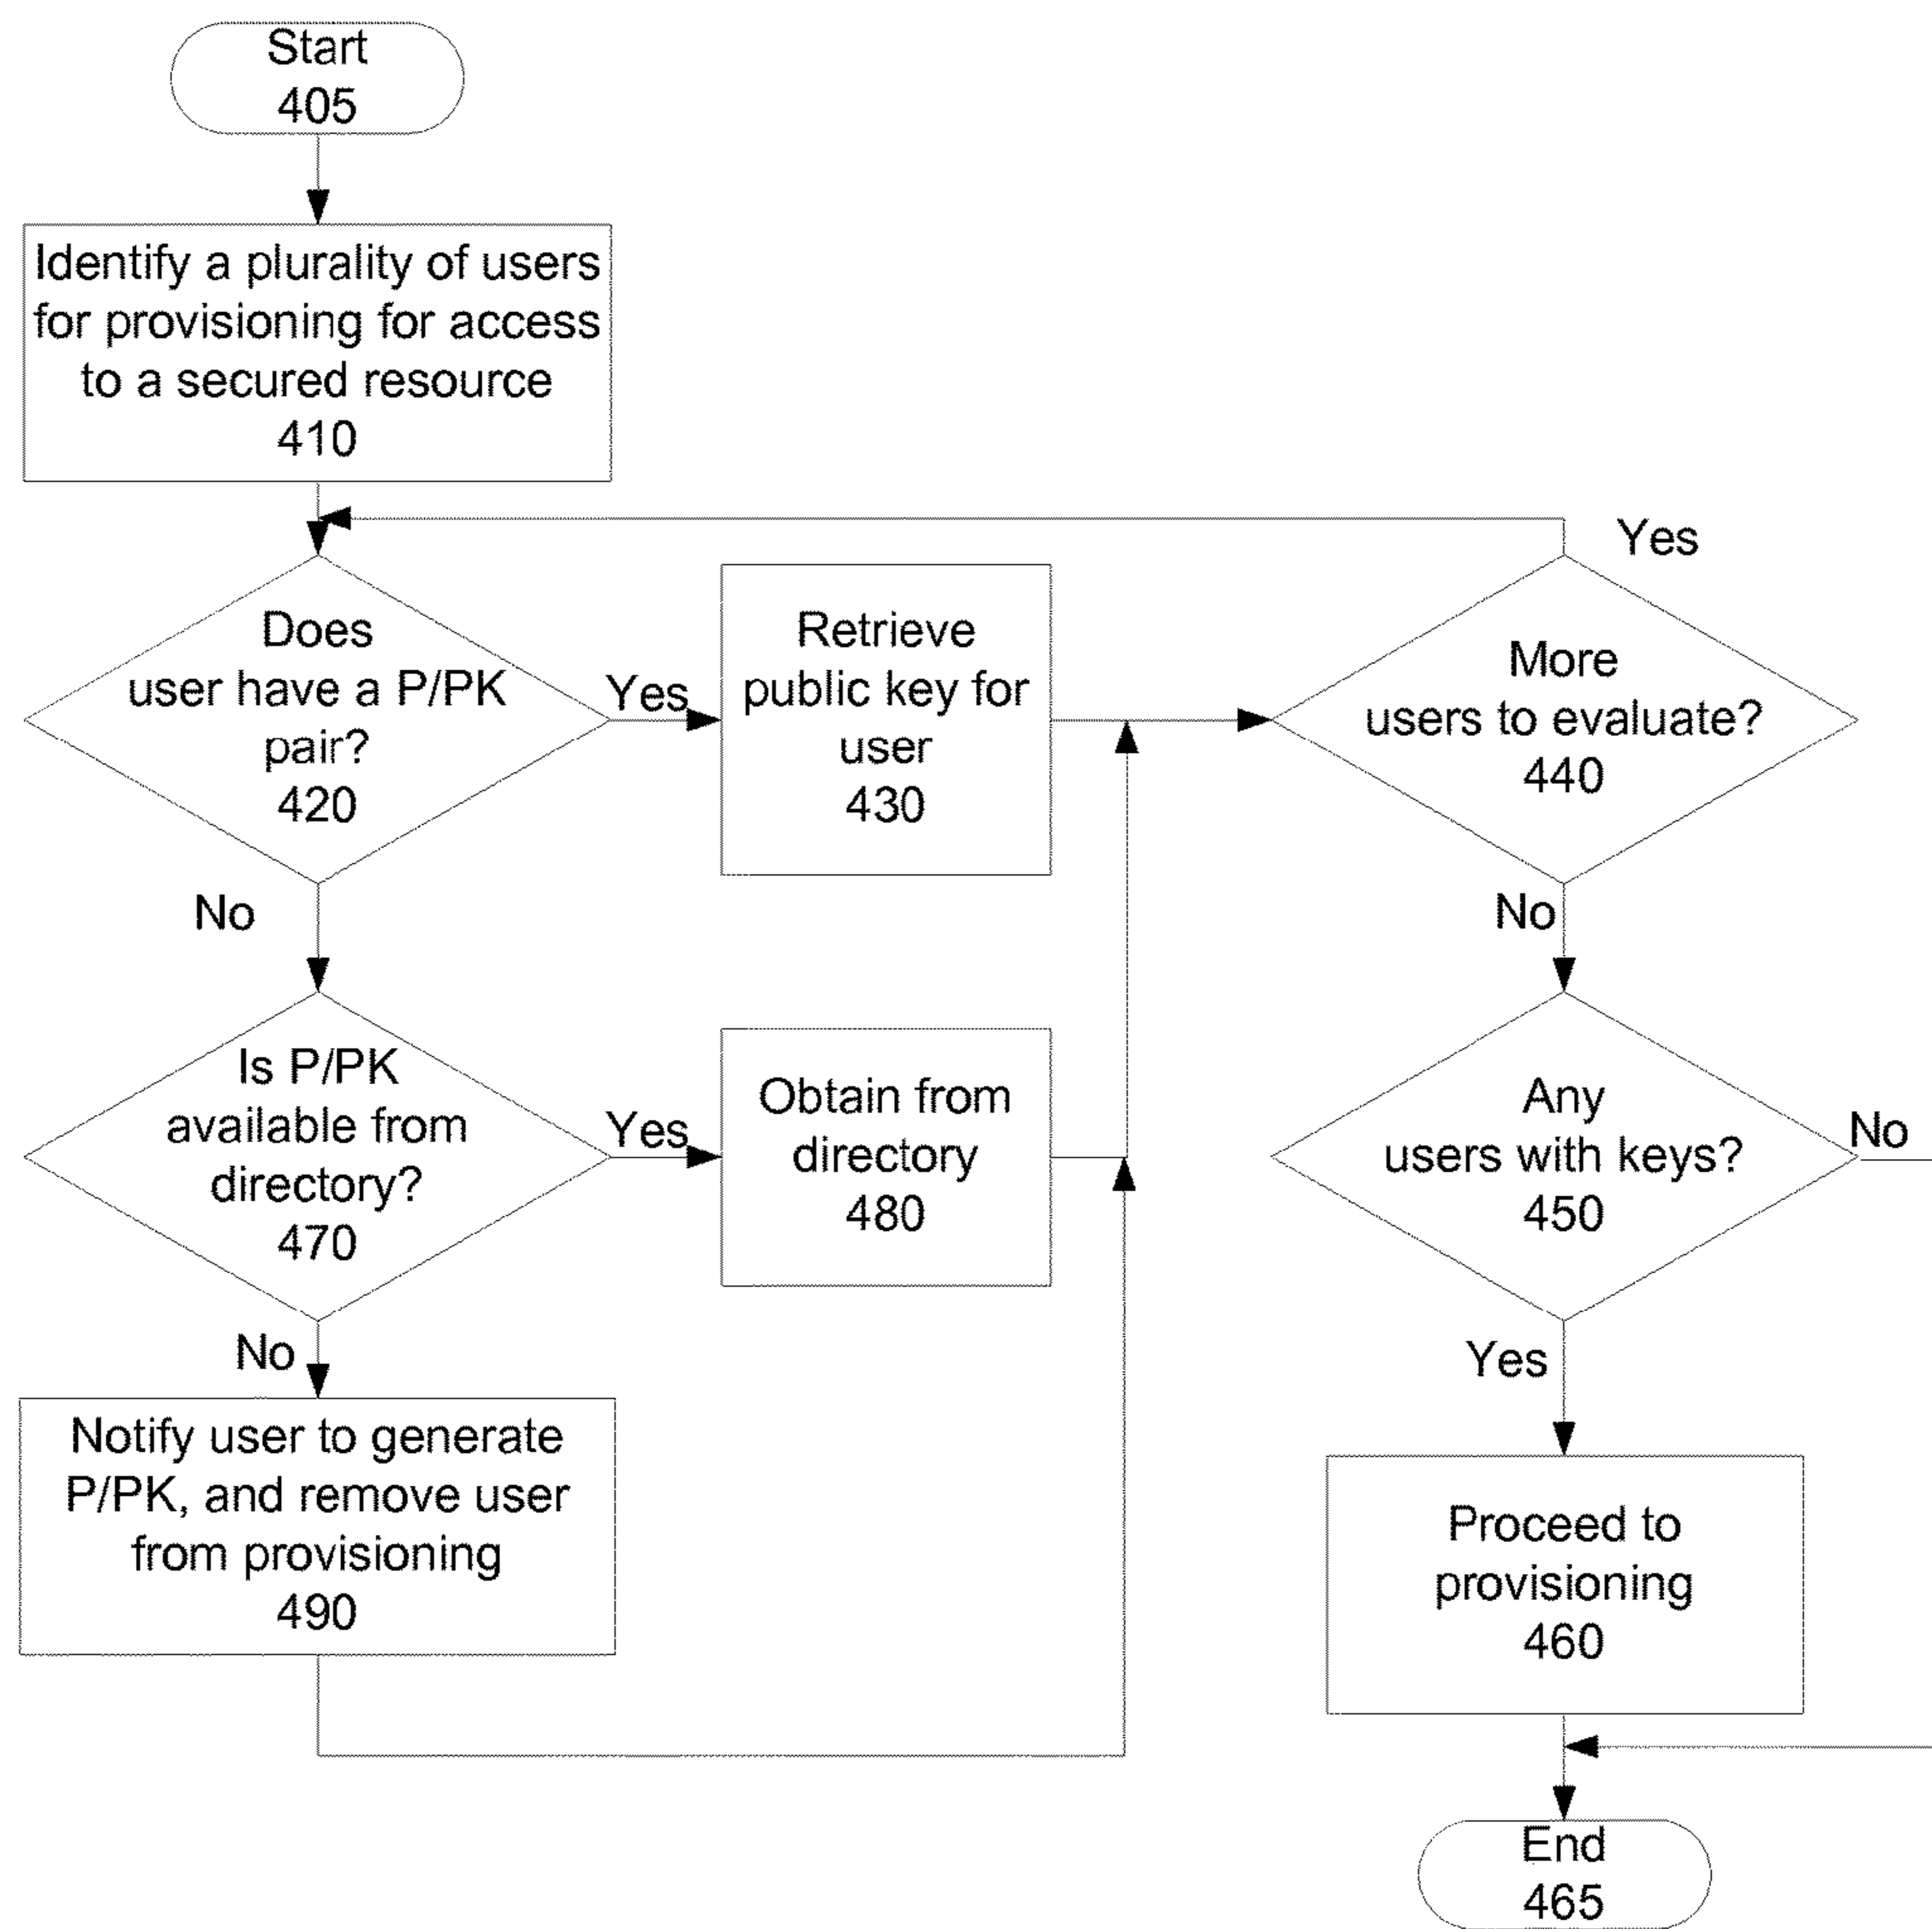 Start
405
Identify a plurality of users
for provisioning for access
to a secured resource
410
Does
user have a P/PK
pair?
420
Yes
Retrieve
public key for
user
430
Yes
More
users to evaluate?
440
No
No
Is P/PK
available from
directory?
470
Yes
Obtain from
directory
480
Any
users with keys?
450
No
No
Yes
Notify user to generate
P/PK, and remove user
from provisioning
490
Proceed to
provisioning
460
End
465